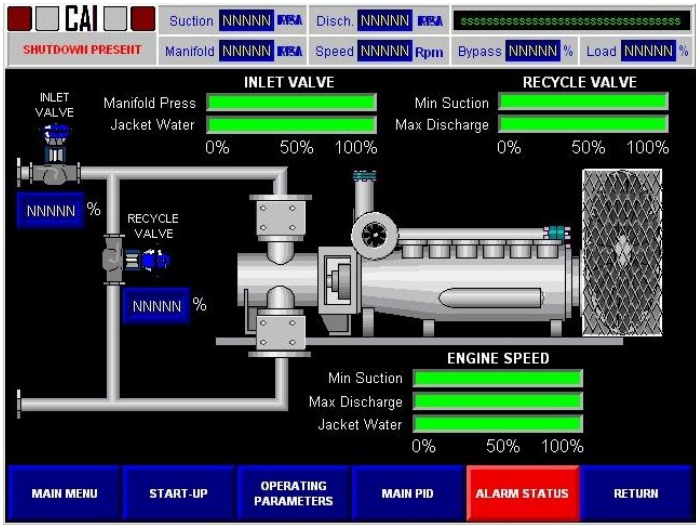 CAI
Suction NNNNN
Disch. NNNNN
SSSSSSSSSSSSSSSSSSSSSSSSSSSSSSSS
SHUTDOWN PRESENT
Manifold NNNNN
Speed NNNNN Rpm
Bypass NNNNN %
Load NNNNN %
INLET VALVE
Manifold Press
Jacket Water
0% 50% 100%
RECYCLE VALVE
Min Suction
Max Discharge
0% 50% 100%
INLET
VALVE
NNNNN %
RECYCLE
VALVE
NNNNN %
ENGINE SPEED
Min Suction
Max Discharge
Jacket Water
0% 50% 100%
MAIN MENU
START-UP
OPERATING
PARAMETERS
MAIN PID
ALARM STATUS
RETURN